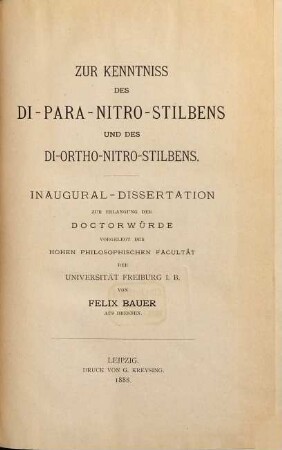 ZUR KENNTNISS
DES
DI-PARA-NITRO-STILBENS
UND DES
DI-ORTHO-NITRO-STILBENS.
INAUGURAL-DISSERTATION
ZUR ERLANGUNG DER
DOCTORWÜRDE
VORGELEGT DER
HOHEN PHILOSOPHISCHEN FACULTÄT
DER
UNIVERSITÄT FREIBURG I. B.
VON
FELIX BAUER
AUS
LEIPZIG.
DRUCK VON G. KREYSING.
1888.